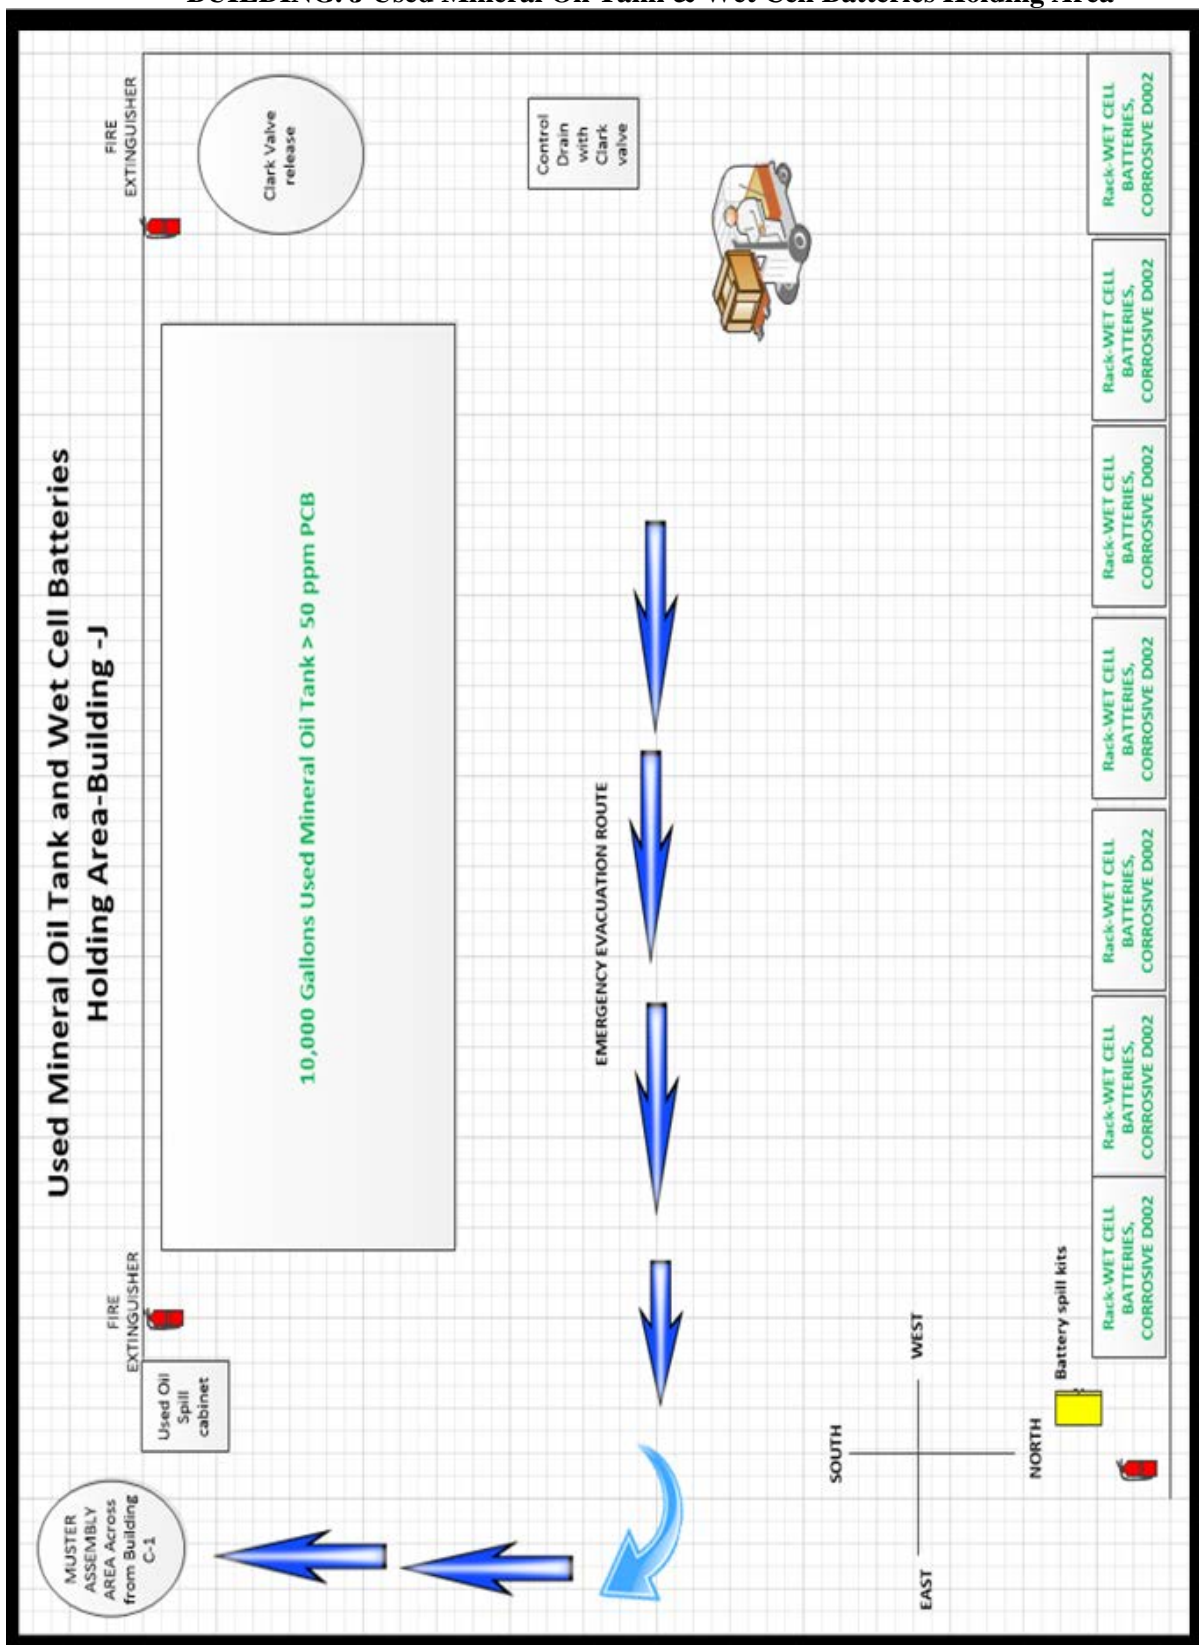 BUILDING: J Used Mineral Oil Tank & Wet Cell Batteries Holding Area
Used Mineral Oil Tank and Wet Cell Batteries
Holding Area-Building -J
MUSTER
ASSEMBLY
AREA Across
from Building
C-1
Used Oil
Spill
cabinet
FIRE
EXTINGUISHER
FIRE
EXTINGUISHER
Clark Valve
release
10,000 Gallons Used Mineral Oil Tank > 50 ppm PCB
Control
Drain
with
Clark
valve
EMERGENCY EVACUATION ROUTE
SOUTH
EAST
WEST
NORTH
Battery spill kits
Rack-WET CELL
BATTERIES,
CORROSIVE D002
Rack-WET CELL
BATTERIES,
CORROSIVE D002
Rack-WET CELL
BATTERIES,
CORROSIVE D002
Rack-WET CELL
BATTERIES,
CORROSIVE D002
Rack-WET CELL
BATTERIES,
CORROSIVE D002
Rack-WET CELL
BATTERIES,
CORROSIVE D002
Rack-WET CELL
BATTERIES,
CORROSIVE D002